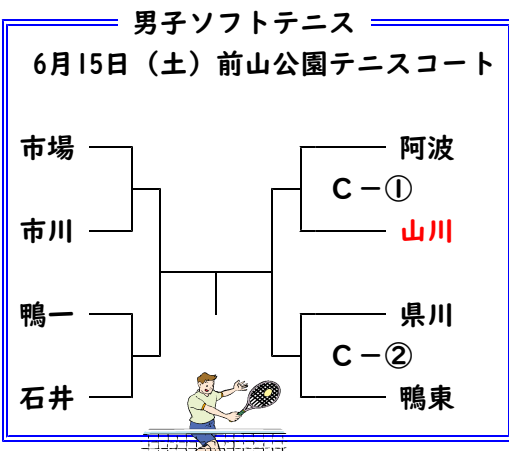 男子ソフトテニス
6月15日（土）前山公園テニスコート
市場
阿波
C－①
市川
山川
鴨一
県川
C－②
石井
鴨東